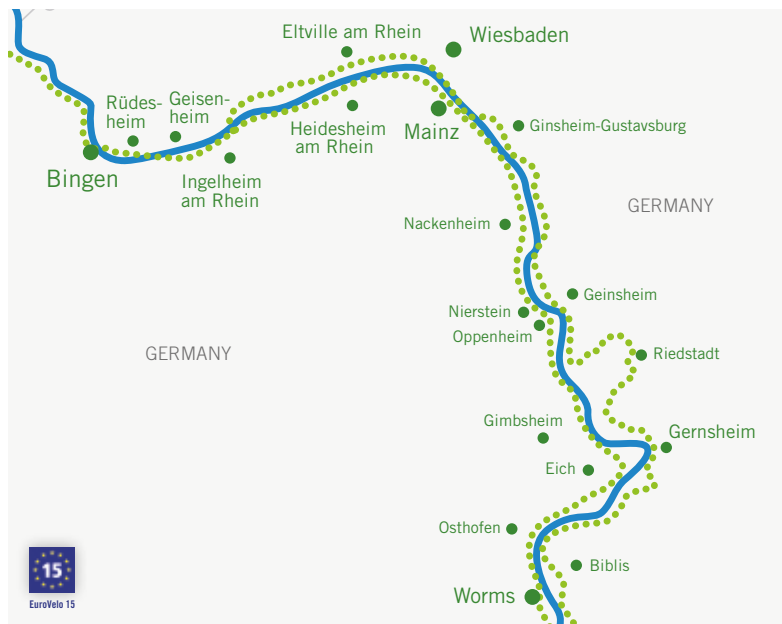 Eltville am Rhein
Wiesbaden
Rüdes-
heim
Geisen-
heim
Heidesheim
am Rhein
Mainz
Ginsheim-Gustavsburg
Bingen
Ingelheim
am Rhein
GERMANY
Nackenheim
Geinsheim
Nierstein
Oppenheim
GERMANY
Riedstadt
Gimbsheim
Gernsheim
Eich
Osthofen
Biblis
Worms
15
EuroVelo 15